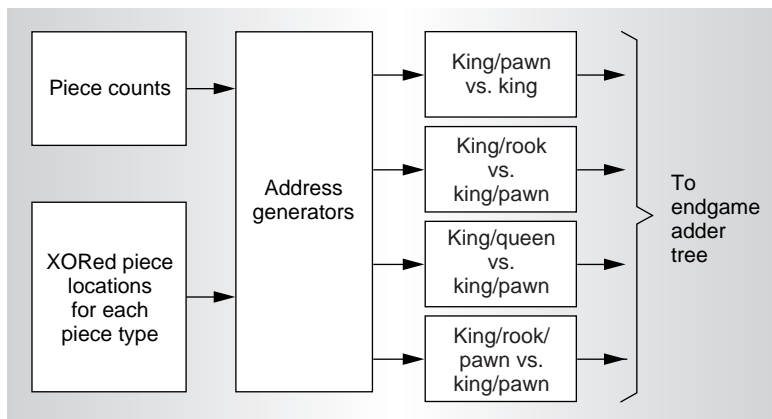 Piece counts
XORed piece
locations
for each
piece type
Address
generators
King/pawn
vs. king
King/rook
vs.
king/pawn
King/queen
vs.
king/pawn
King/rook/
pawn vs.
king/pawn
To
endgame
adder
tree